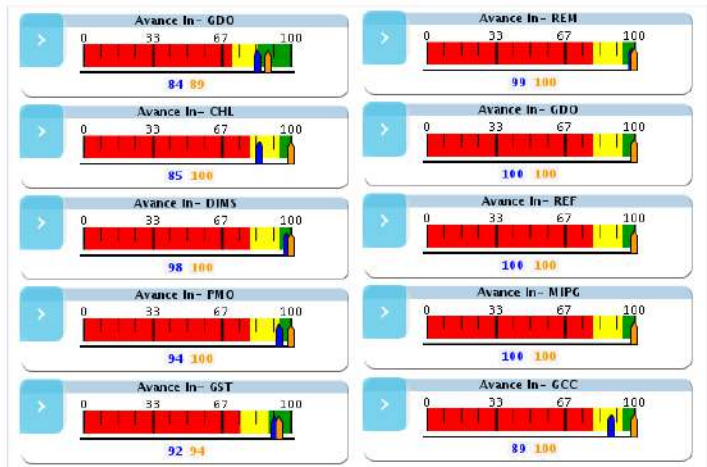 Avance In- GDO
0 33 67 100
84 89
Avance In- CHL
0 33 67 100
85 100
Avance In- DIMS
0 33 67 100
98 100
Avance In- PMO
0 33 67 100
94 100
Avance In- GST
0 33 67 100
92 94
Avance In- REM
0 33 67 100
99 100
Avance In- GDO
0 33 67 100
100 100
Avance In- REF
0 33 67 100
100 100
Avance In- MIPG
0 33 67 100
100 100
Avance In- GCC
0 33 67 100
89 100